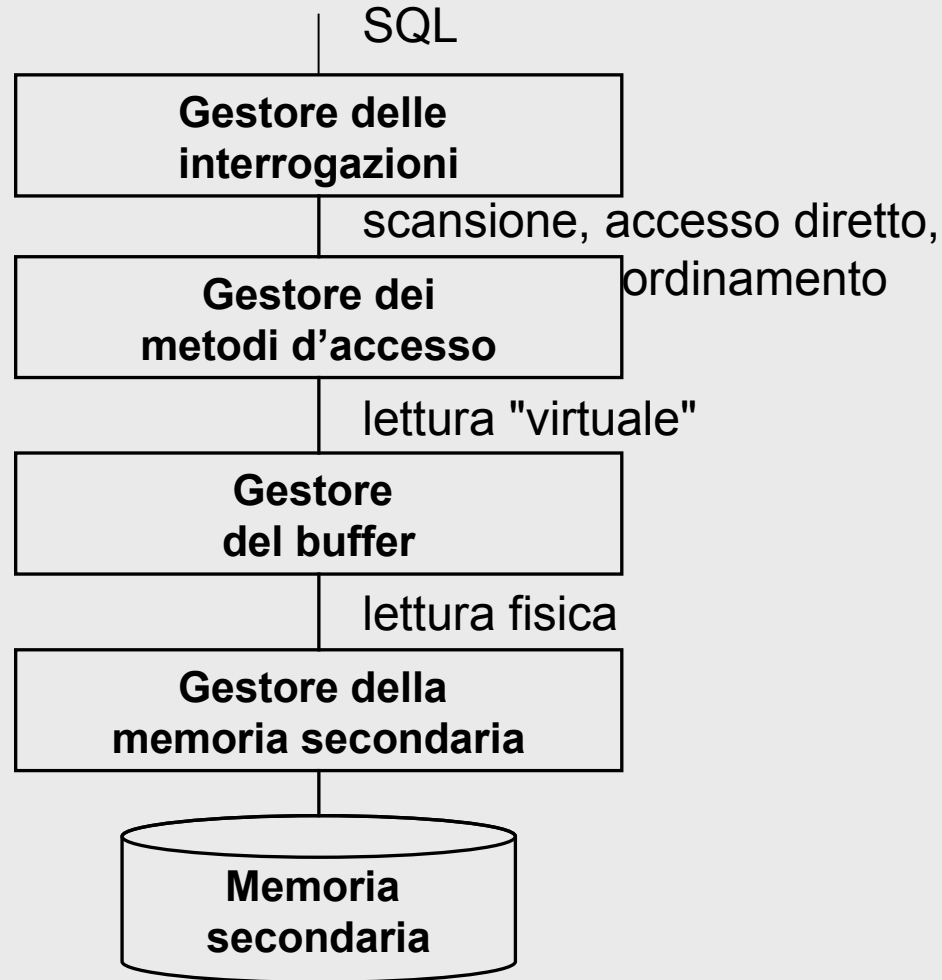 SQL
Gestore delle
interrogazioni
scansione, accesso diretto,
ordinamento
Gestore dei
metodi d’accesso
lettura "virtuale"
Gestore
del buffer
lettura fisica
Gestore della
memoria secondaria
Memoria
secondaria